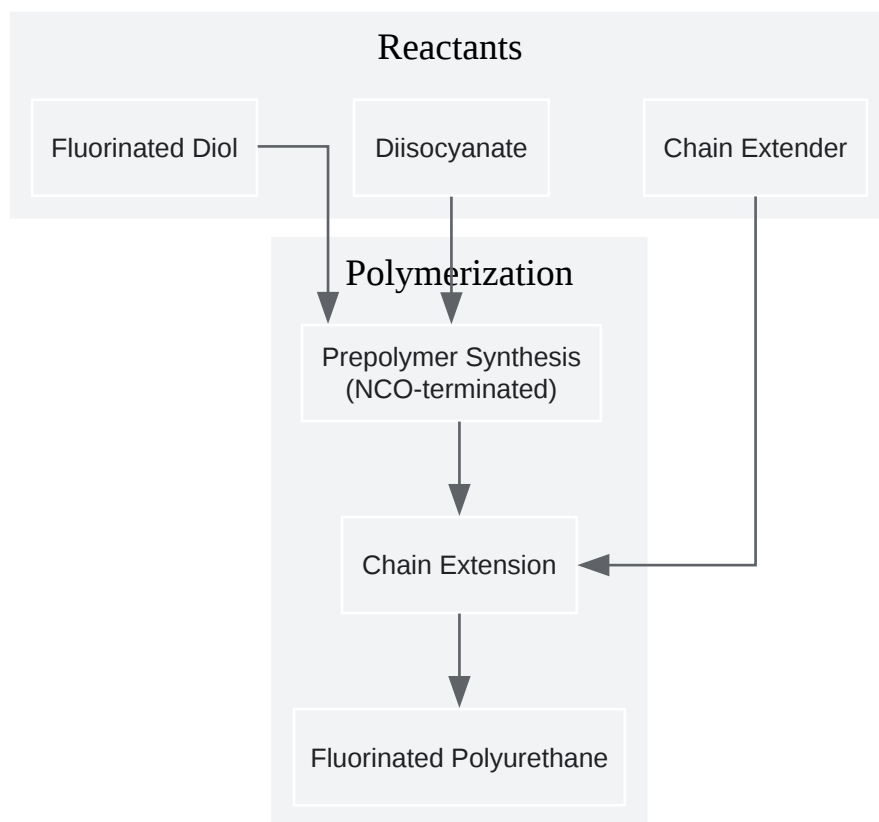 Reactants
Fluorinated Diol
Diisocyanate
Chain Extender
Polymerization
Prepolymer Synthesis
(NCO-terminated)
Chain Extension
Fluorinated Polyurethane